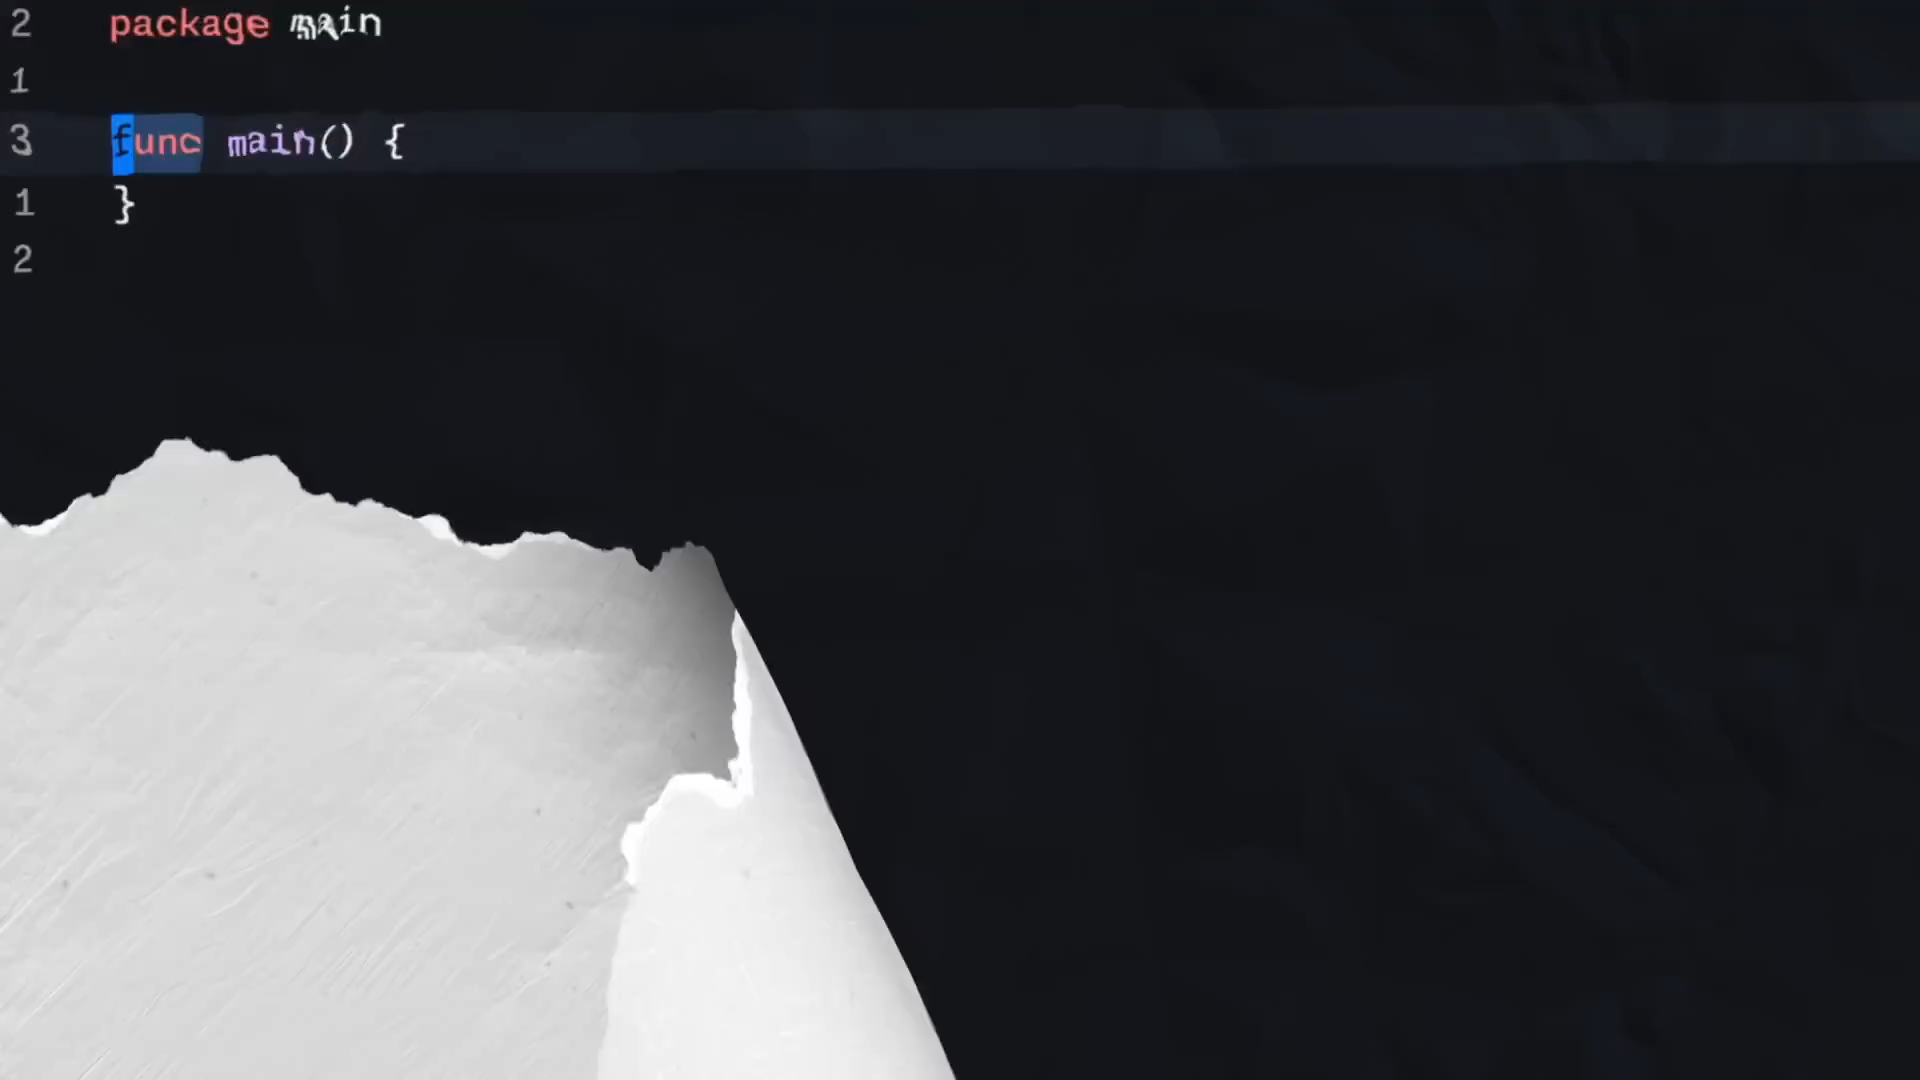 2 package main
1
3 func main() {
1 }
2